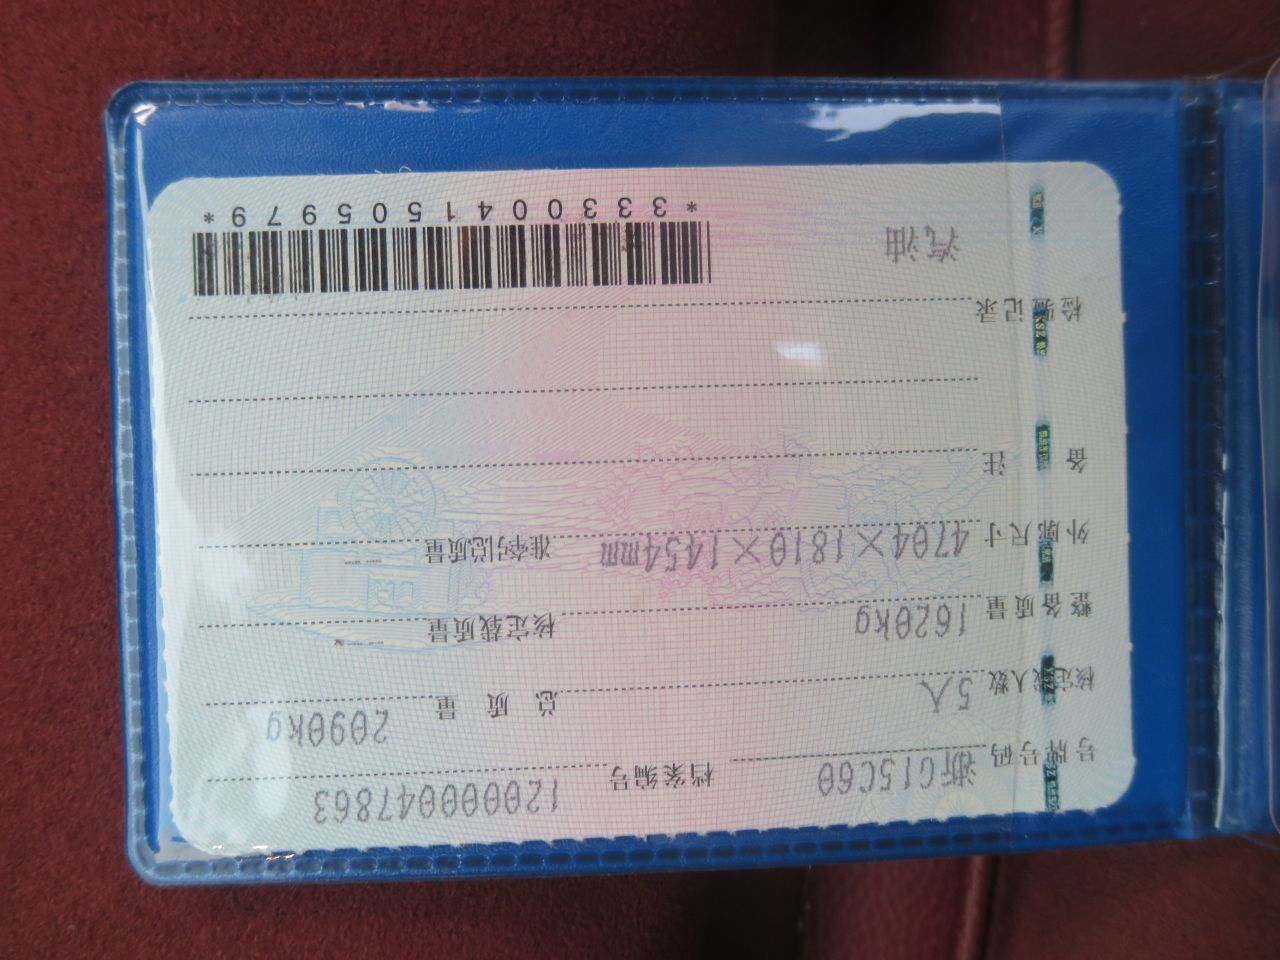 号牌号码 浙G15C60 档案编号 120000047863
核定载人数 5人 总质量 2090kg
整备质量 1620kg 核定载质量 --
外廓尺寸 4704×1810×1454mm 准牵引总质量 --
备注
检验记录
汽油
*3330041505979*